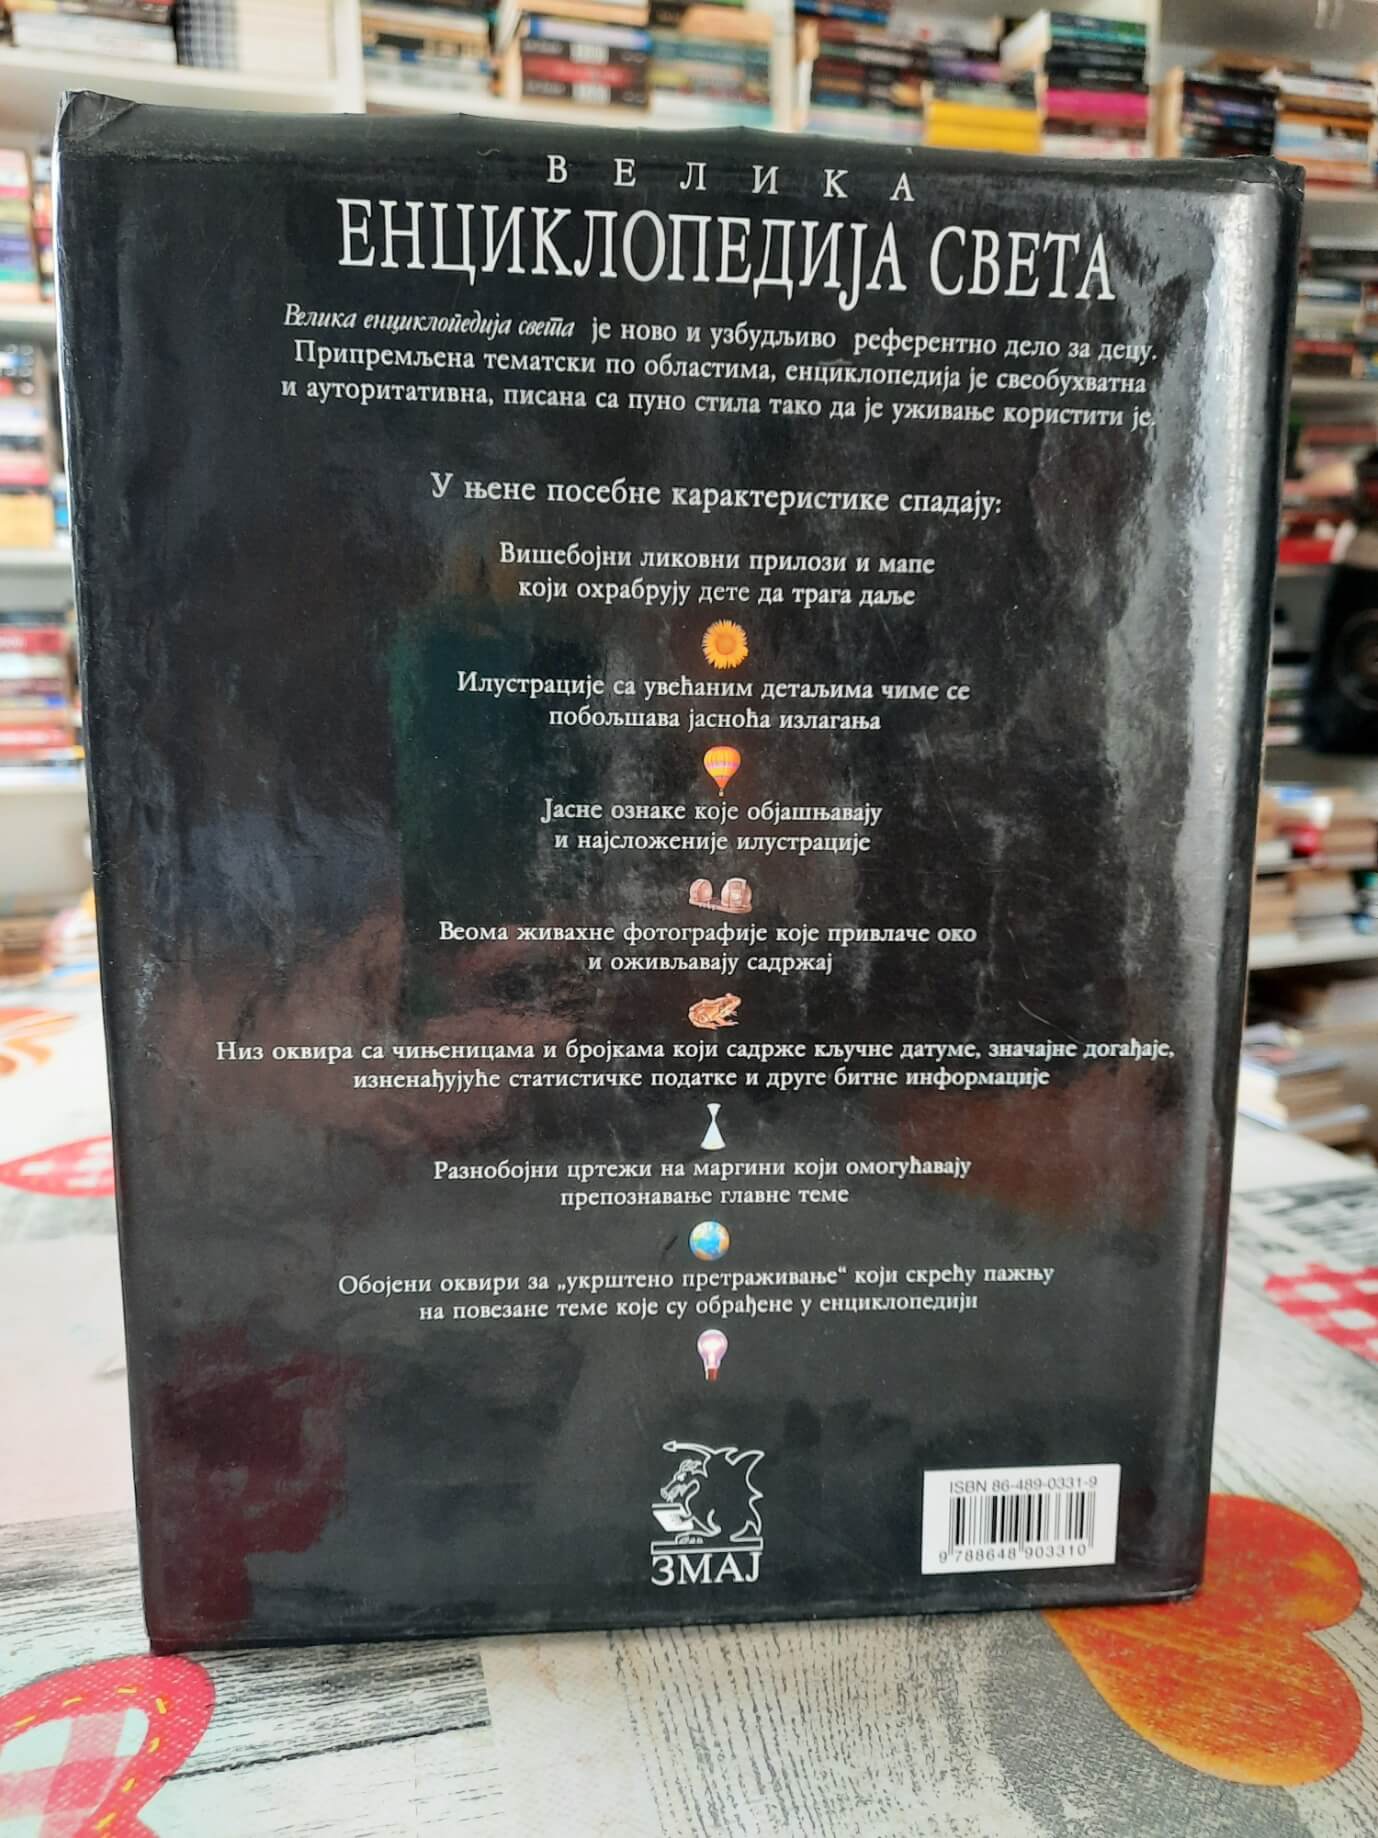 ВЕЛИКА
ЕНЦИКЛОПЕДИЈА СВЕТА
Велика енциклопедија света је ново и узбудљиво референтно дело за децу.
Припремљена тематски по областима, енциклопедија је свеобухватна
и ауторитативна, писана са пуно стила тако да је уживање користити је.
У њене посебне карактеристике спадају:
Вишебојни ликовни прилози и мапе
који охрабрују дете да трага даље
Илустрације са увећаним детаљима чиме се
побољшава јасноћа излагања
Јасне ознаке које објашњавају
и најсложеније илустрације
Веома живахне фотографије које привлаче око
и оживљавају садржај
Низ оквира са чињеницама и бројкама који садрже кључне датуме, значајне догађаје,
изненађујуће статистичке податке и друге битне информације
Разнобојни цртежи на маргини који омогућавају
препознавање главне теме
Обојени оквири за „укрштено претраживање“ који скрећу пажњу
на повезане теме које су обрађене у енциклопедији
ЗМАЈ
ISBN 86-489-0331-9
9 788648 903310